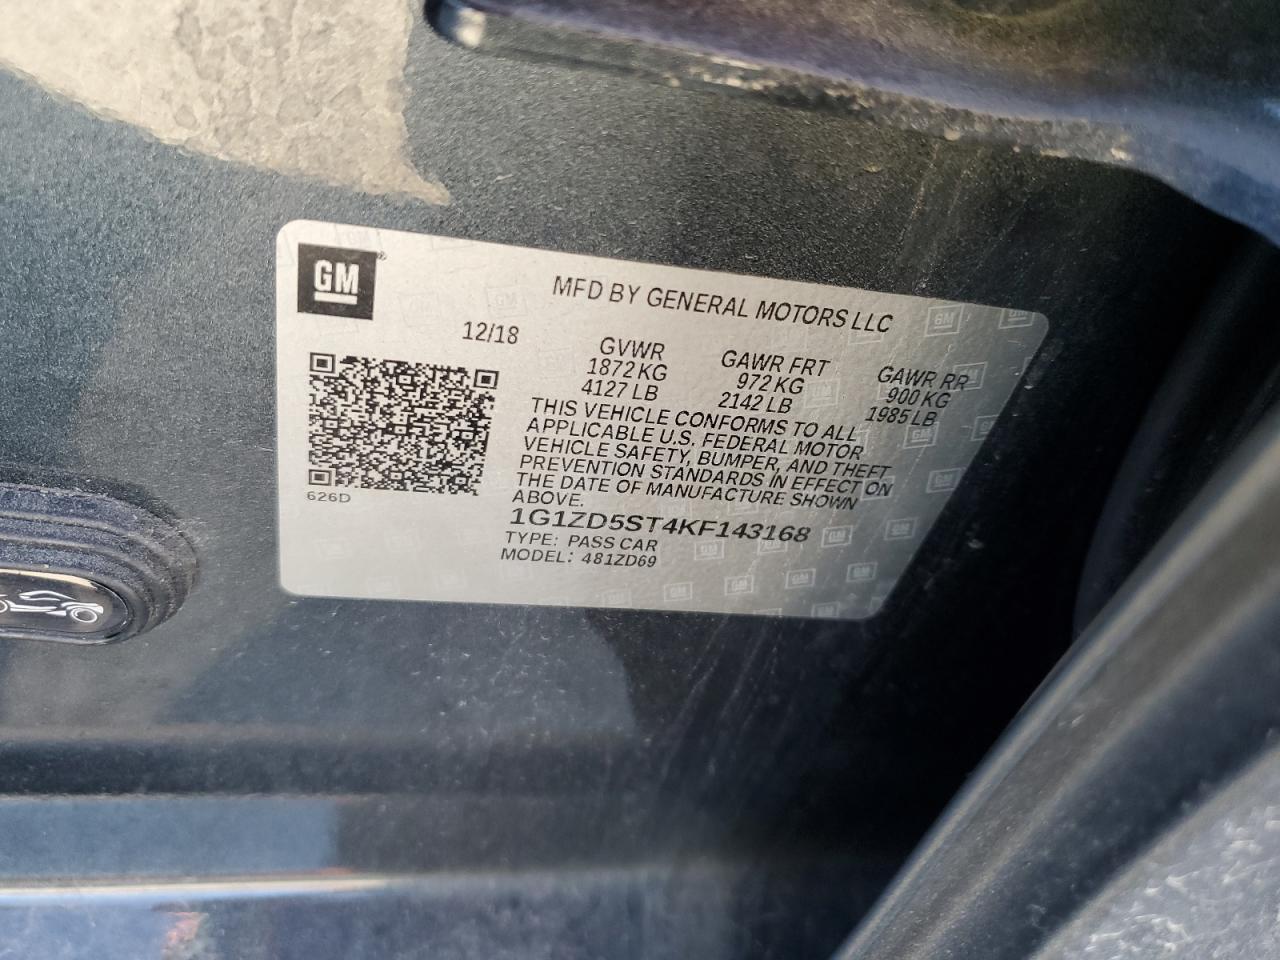 GM
MFD BY GENERAL MOTORS LLC
12/18
GVWR GAWR FRT GAWR RR
1872 KG 972 KG 900 KG
4127 LB 2142 LB 1985 LB
THIS VEHICLE CONFORMS TO ALL
APPLICABLE U.S. FEDERAL MOTOR
VEHICLE SAFETY, BUMPER, AND THEFT
PREVENTION STANDARDS IN EFFECT ON
THE DATE OF MANUFACTURE SHOWN
ABOVE.
626D
1G1ZD5ST4KF143168
TYPE: PASS CAR
MODEL: 481ZD69